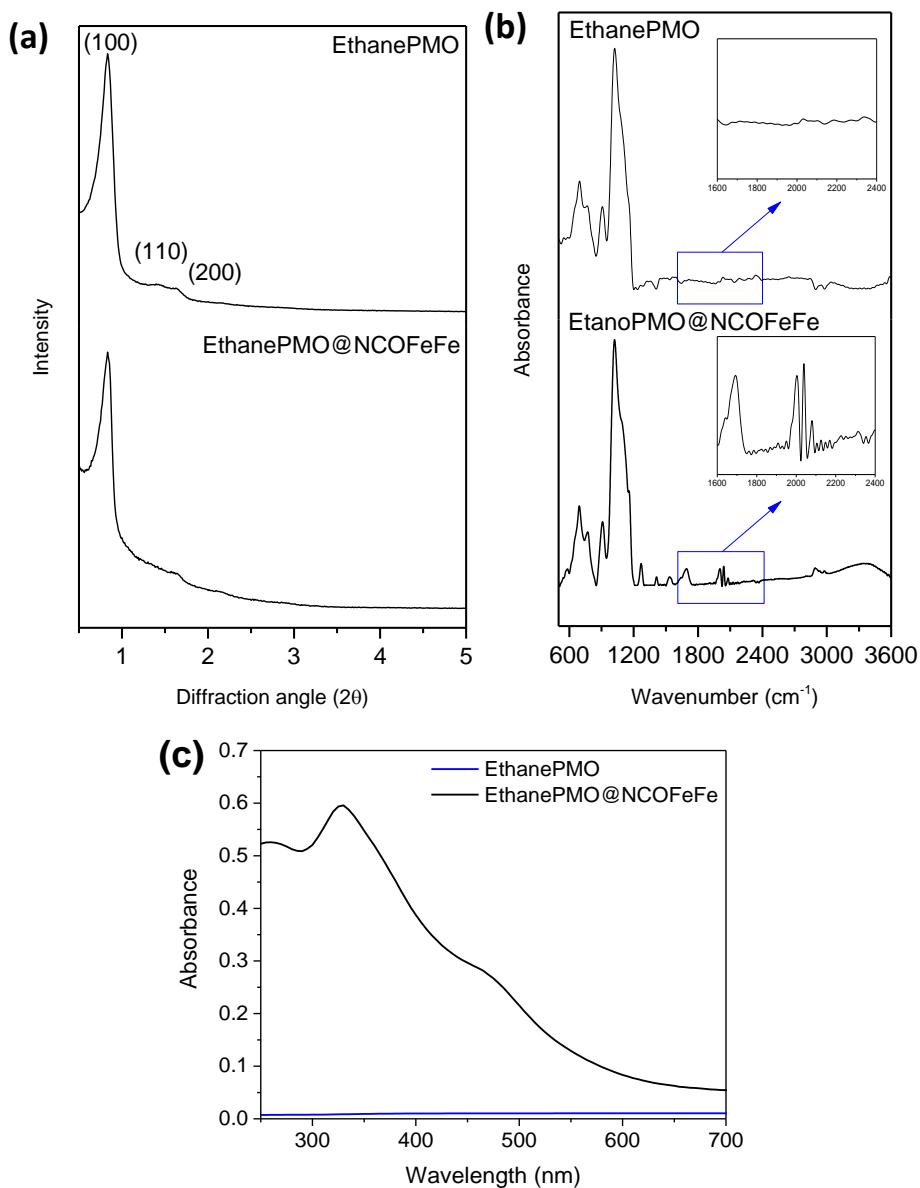 (a)
(100)
EthanePMO
(110)
(200)
EthanePMO@NCOFeFe
Intensity
1 2 3 4 5
Diffraction angle (2θ)
(b)
EthanePMO
1600 1800 2000 2200 2400
EtanoPMO@NCOFeFe
1600 1800 2000 2200 2400
Absorbance
600 1200 1800 2400 3000 3600
Wavenumber (cm⁻¹)
(c)
EthanePMO
EthanePMO@NCOFeFe
Absorbance
0.7
0.6
0.5
0.4
0.3
0.2
0.1
0.0
300 400 500 600 700
Wavelength (nm)